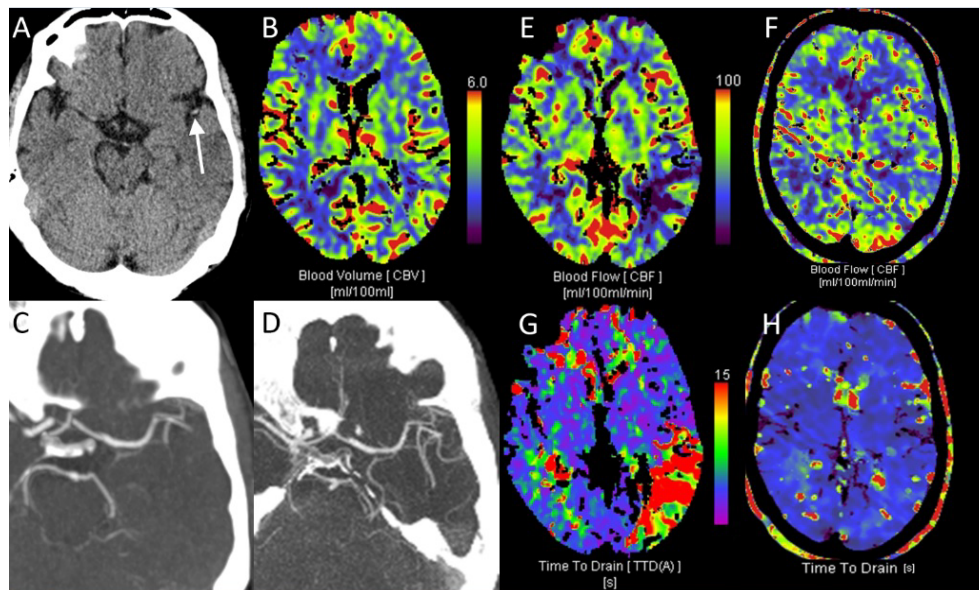 A
B
E
F
6.0
100
Blood Volume [ CBV ]
[ml/100ml]
Blood Flow [ CBF ]
[ml/100ml/min]
Blood Flow [ CBF ]
[ml/100ml/min]
C
D
G
H
15
Time To Drain [ TTD(A) ]
[s]
Time To Drain [s]